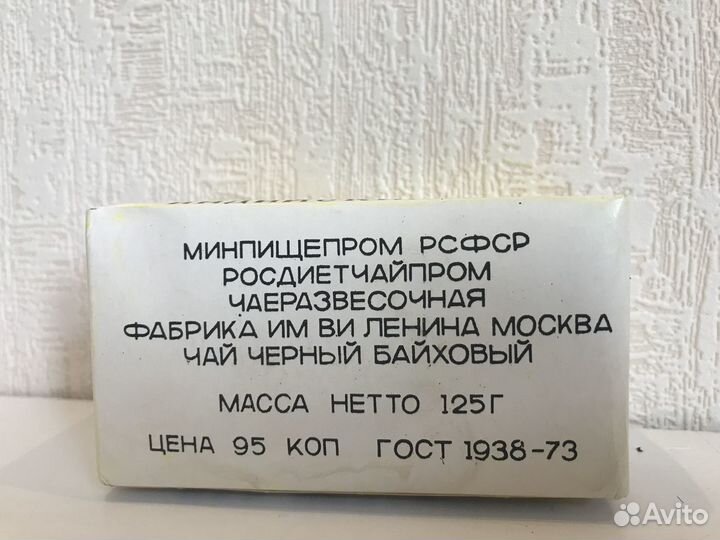 МИНПИЩЕПРОМ РСФСР
РОСДИЕТЧАЙПРОМ
ЧАЕРАЗВЕСОЧНАЯ
ФАБРИКА ИМ ВИ ЛЕНИНА МОСКВА
ЧАЙ ЧЕРНЫЙ БАЙХОВЫЙ
МАССА НЕТТО 125Г
ЦЕНА 95 КОП ГОСТ 1938-73
Avito